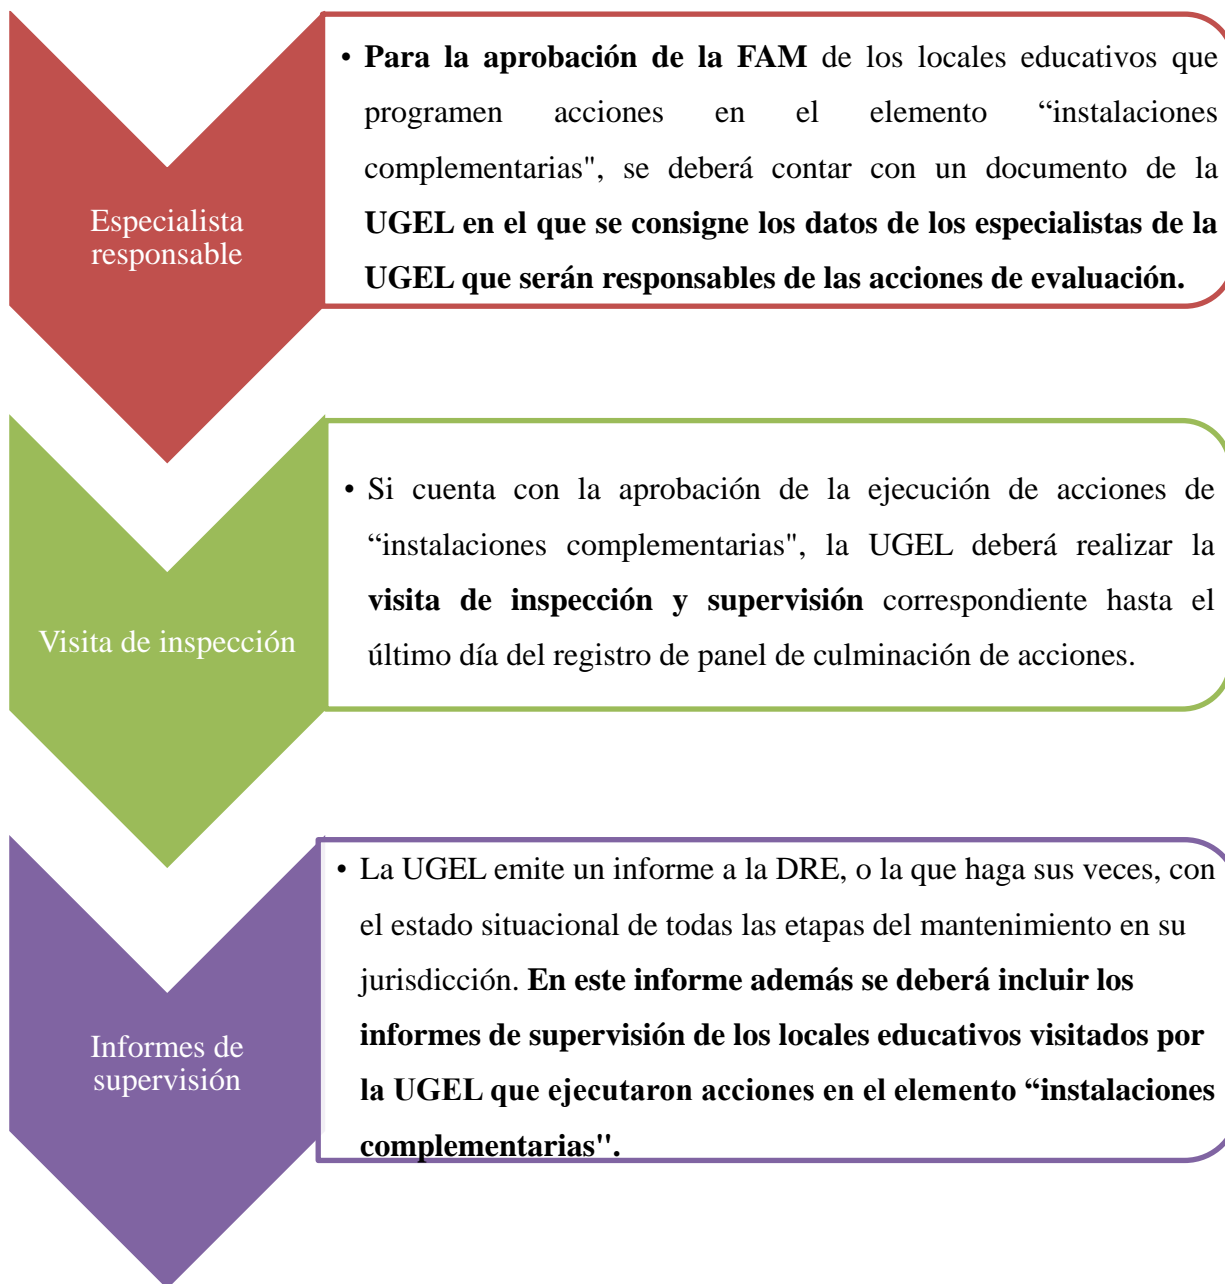 Especialista
responsable
• Para la aprobación de la FAM de los locales educativos que
programen acciones en el elemento “instalaciones
complementarias", se deberá contar con un documento de la
UGEL en el que se consigne los datos de los especialistas de la
UGEL que serán responsables de las acciones de evaluación.
Visita de inspección
• Si cuenta con la aprobación de la ejecución de acciones de
“instalaciones complementarias", la UGEL deberá realizar la
visita de inspección y supervisión correspondiente hasta el
último día del registro de panel de culminación de acciones.
Informes de
supervisión
• La UGEL emite un informe a la DRE, o la que haga sus veces, con
el estado situacional de todas las etapas del mantenimiento en su
jurisdicción. En este informe además se deberá incluir los
informes de supervisión de los locales educativos visitados por
la UGEL que ejecutaron acciones en el elemento “instalaciones
complementarias".